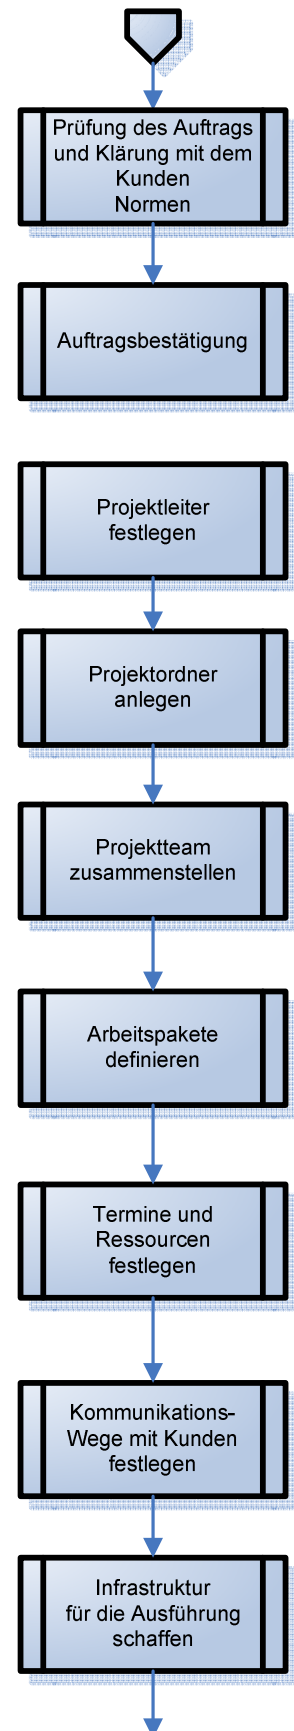 Prüfung des Auftrags
und Klärung mit dem
Kunden
Normen
Auftragsbestätigung
Projektleiter
festlegen
Projektordner
anlegen
Projektteam
zusammenstellen
Arbeitspakete
definieren
Termine und
Ressourcen
festlegen
Kommunikations-
Wege mit Kunden
festlegen
Infrastruktur
für die Ausführung
schaffen